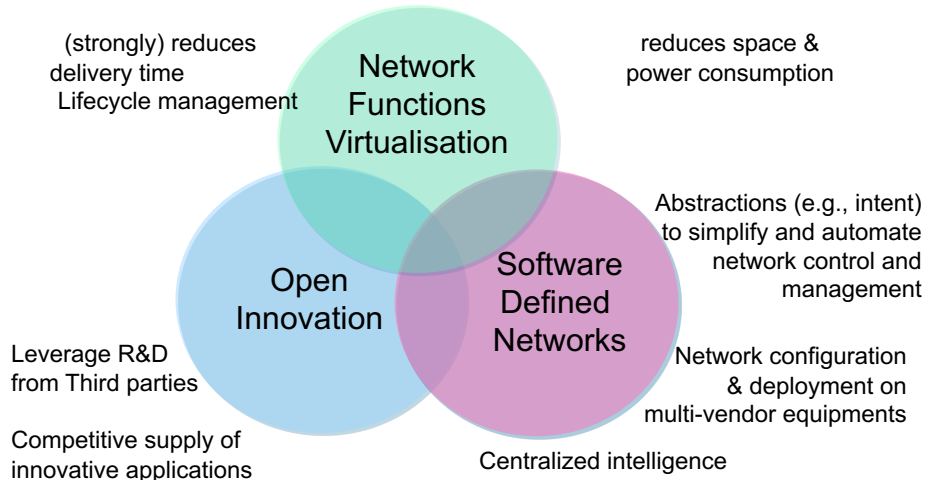 (strongly) reduces
delivery time
Lifecycle management
Network
Functions
Virtualisation
reduces space &
power consumption
Abstractions (e.g., intent)
to simplify and automate
network control and
management
Open
Innovation
Software
Defined
Networks
Leverage R&D
from Third parties
Network configuration
& deployment on
multi-vendor equipments
Competitive supply of
innovative applications
Centralized intelligence